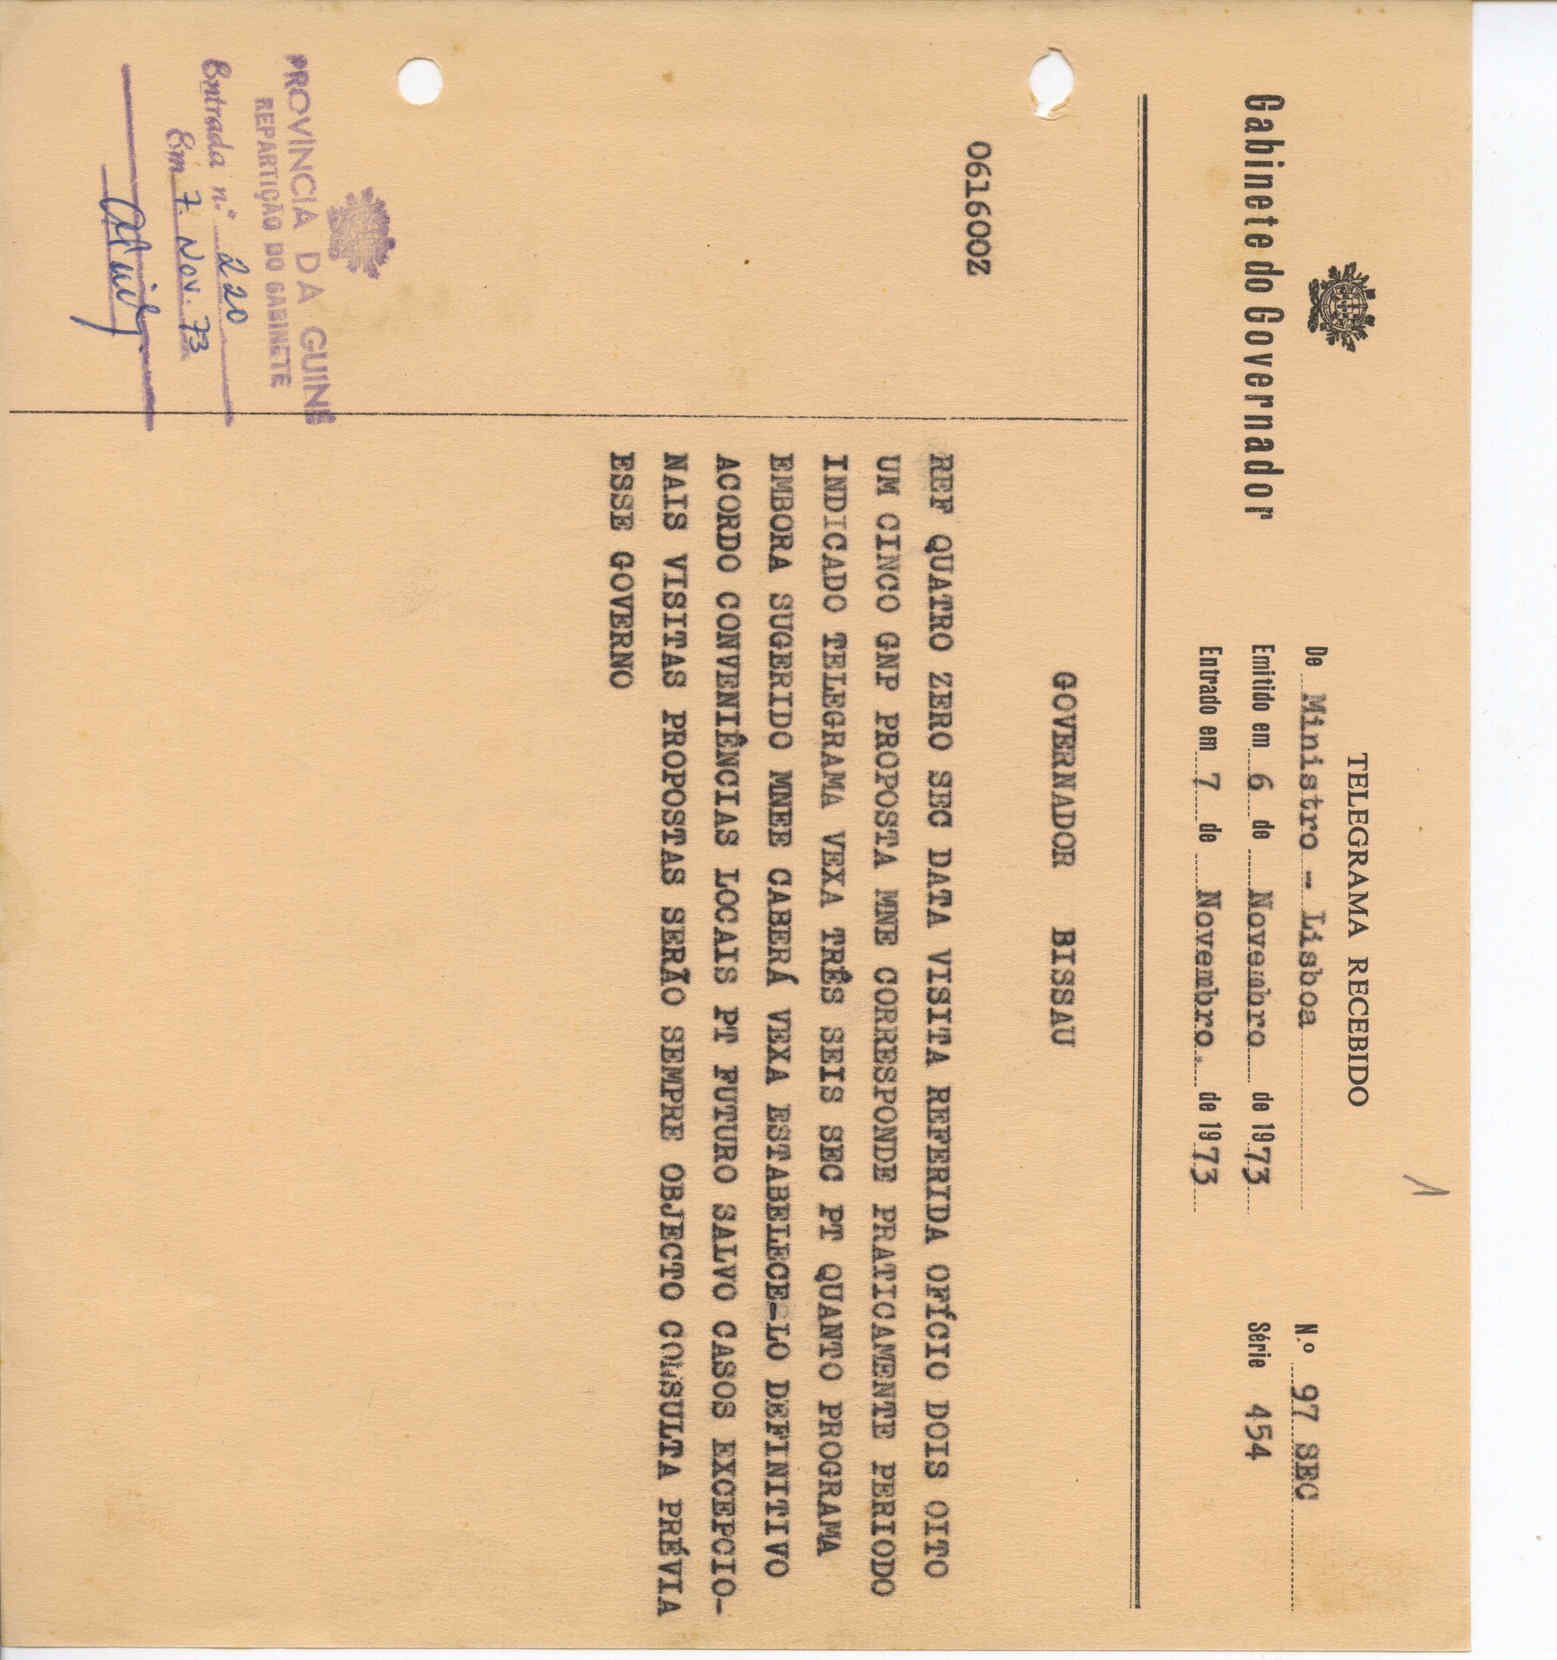 1
TELEGRAMA RECEBIDO
Gabinete do Governador
De Ministro - Lisboa
Emitido em 6 de Novembro de 1973
Entrado em 7 de Novembro. de 1973
N.º 97 SEC
Série 454
GOVERNADOR BISSAU
061600Z
REF QUATRO ZERO SEC DATA VISITA REFERIDA OFÍCIO DOIS OITO
UM CINCO GNP PROPOSTA MNE CORRESPONDE PRATICAMENTE PERIODO
INDICADO TELEGRAMA VEXA TRÊS SEIS SEC PT QUANTO PROGRAMA
EMBORA SUGERIDO MNEE CABERÁ VEXA ESTABELECE-LO DEFINITIVO
ACORDO CONVENIÊNCIAS LOCAIS PT FUTURO SALVO CASOS EXCEPCIO-
NAIS VISITAS PROPOSTAS SERÃO SEMPRE OBJECTO CONSULTA PRÉVIA
ESSE GOVERNO
PROVÍNCIA DA GUINÉ
REPARTIÇÃO DO GABINETE
Entrada n.º 220
Em 7. Nov. 73